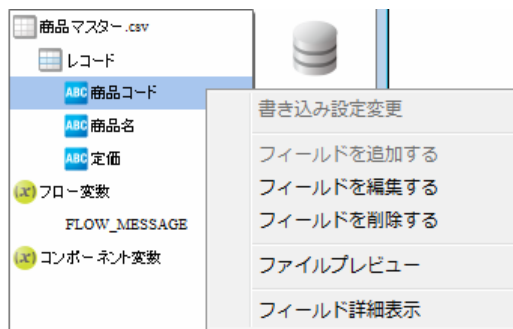 商品マスター.csv
レコード
ABC 商品コード
ABC 商品名
ABC 定価
(x) フロー変数
FLOW_MESSAGE
(x) コンポーネント変数
書き込み設定変更
フィールドを追加する
フィールドを編集する
フィールドを削除する
ファイルプレビュー
フィールド詳細表示